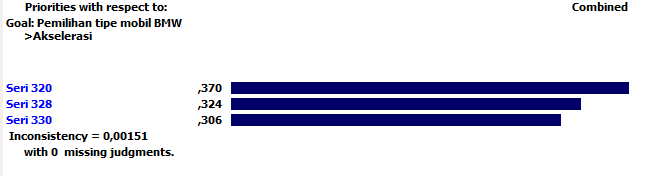 Priorities with respect to: Combined
Goal: Pemilihan tipe mobil BMW
>Akselerasi
Seri 320 ,370
Seri 328 ,324
Seri 330 ,306
Inconsistency = 0,00151
with 0 missing judgments.